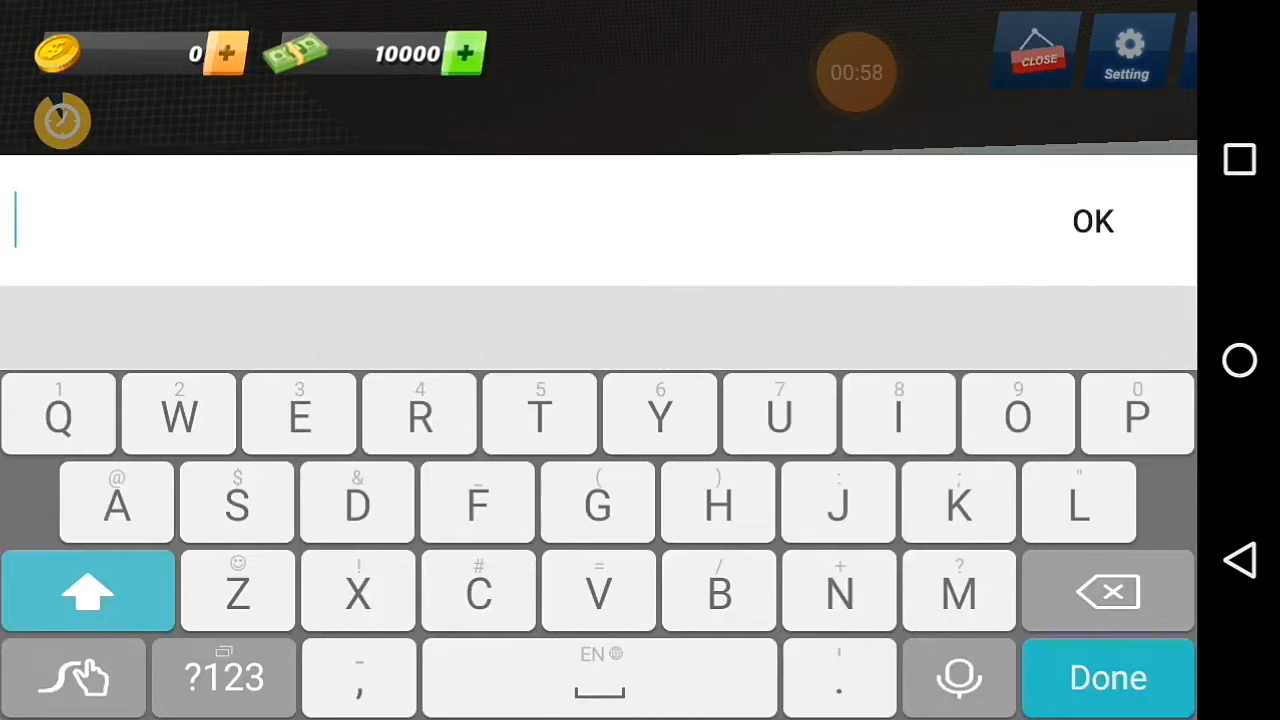 0 + 10000 +
00:58
CLOSE
Setting
OK
1 2 3 4 5 6 7 8 9 0
Q W E R T Y U I O P
@ $ & _ ( ) : ; "
A S D F G H J K L
! # = / + ?
Z X C V B N M
EN
- '
?123 , . Done